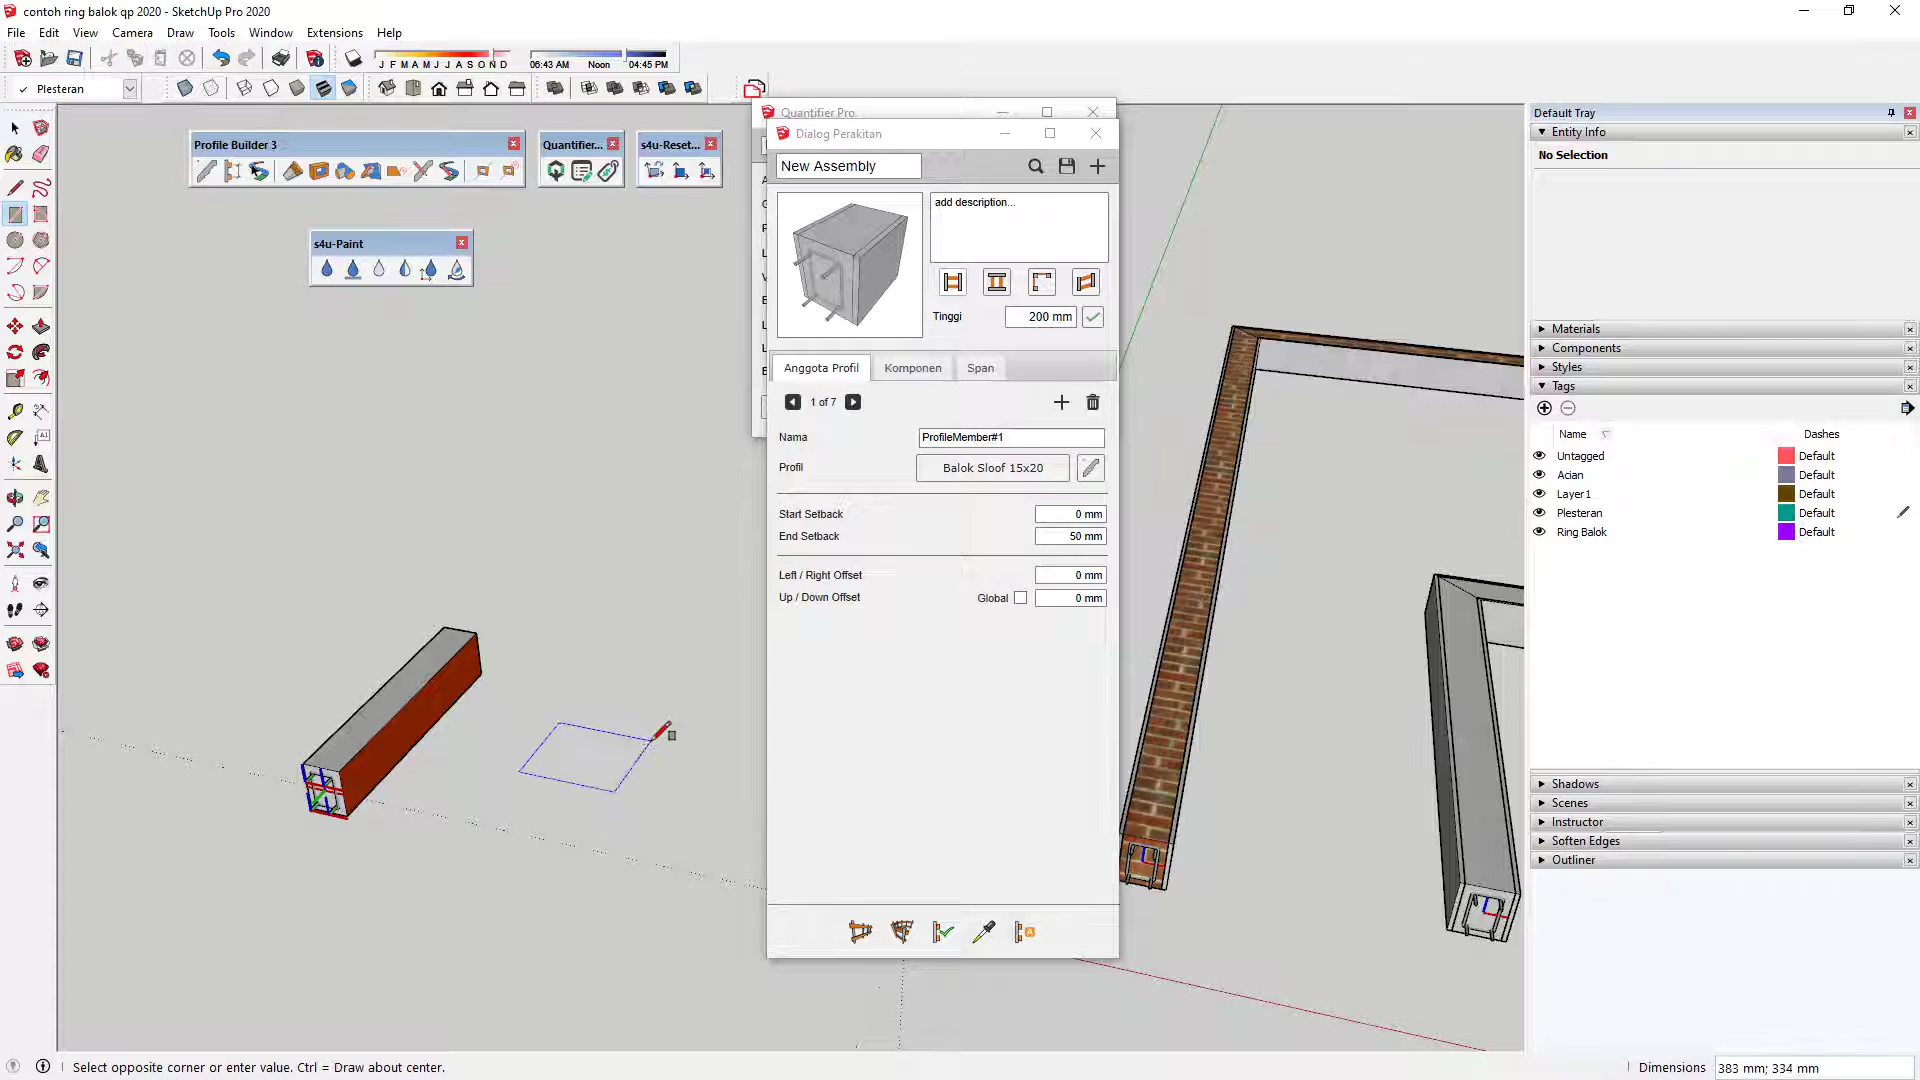 contoh ring balok qp 2020 - SketchUp Pro 2020
File Edit View Camera Draw Tools Window Extensions Help
J F M A M J J A S O N D
06:43 AM Noon 04:45 PM
Plesteran
Profile Builder 3
Quantifier...
s4u-Reset...
s4u-Paint
Quantifier Pro.
Dialog Perakitan
New Assembly
add description...
Tinggi 200 mm
Anggota Profil Komponen Span
1 of 7
Nama ProfileMember#1
Profil Balok Sloof 15x20
Start Setback 0 mm
End Setback 50 mm
Left / Right Offset 0 mm
Up / Down Offset Global 0 mm
Default Tray
Entity Info
No Selection
Materials
Components
Styles
Tags
Name Dashes
Untagged Default
Acian Default
Layer1 Default
Plesteran Default
Ring Balok Default
Shadows
Scenes
Instructor
Soften Edges
Outliner
Select opposite corner or enter value. Ctrl = Draw about center.
Dimensions 383 mm; 334 mm